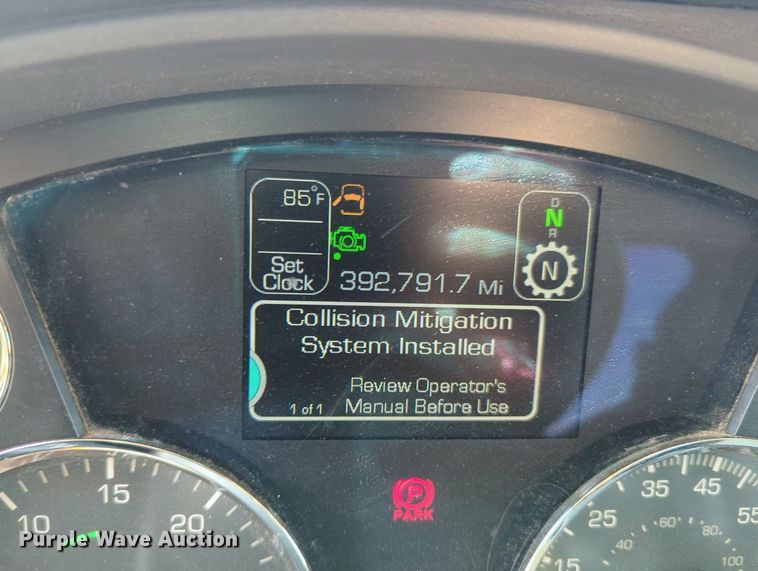 85°F
D
N
R
N
Set
Clock
392,791.7 Mi
Collision Mitigation
System Installed
Review Operator's
1 of 1 Manual Before Use
P
PARK
10 15 20
15 25 35 45 55
40 60 80 100
Purple Wave Auction